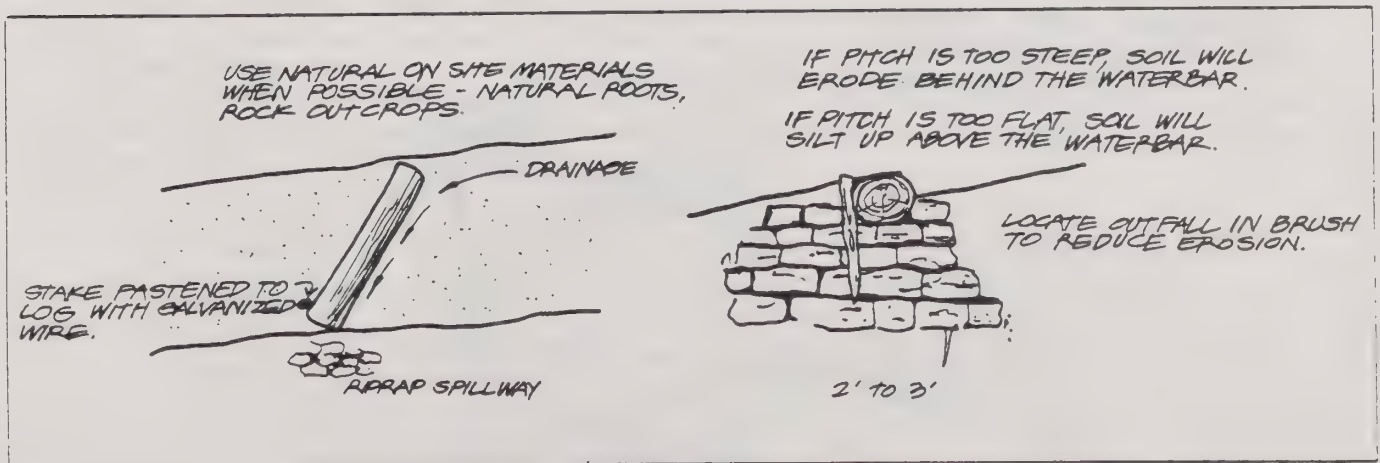 USE NATURAL ON SITE MATERIALS
WHEN POSSIBLE - NATURAL ROOTS,
ROCK OUTCROPS.
DRAINAGE
STAKE FASTENED TO
LOG WITH GALVANIZED
WIRE.
RIPRAP SPILLWAY
IF PITCH IS TOO STEEP, SOIL WILL
ERODE BEHIND THE WATERBAR.
IF PITCH IS TOO FLAT, SOIL WILL
SILT UP ABOVE THE WATERBAR.
LOCATE OUTFALL IN BRUSH
TO REDUCE EROSION.
2' TO 3'